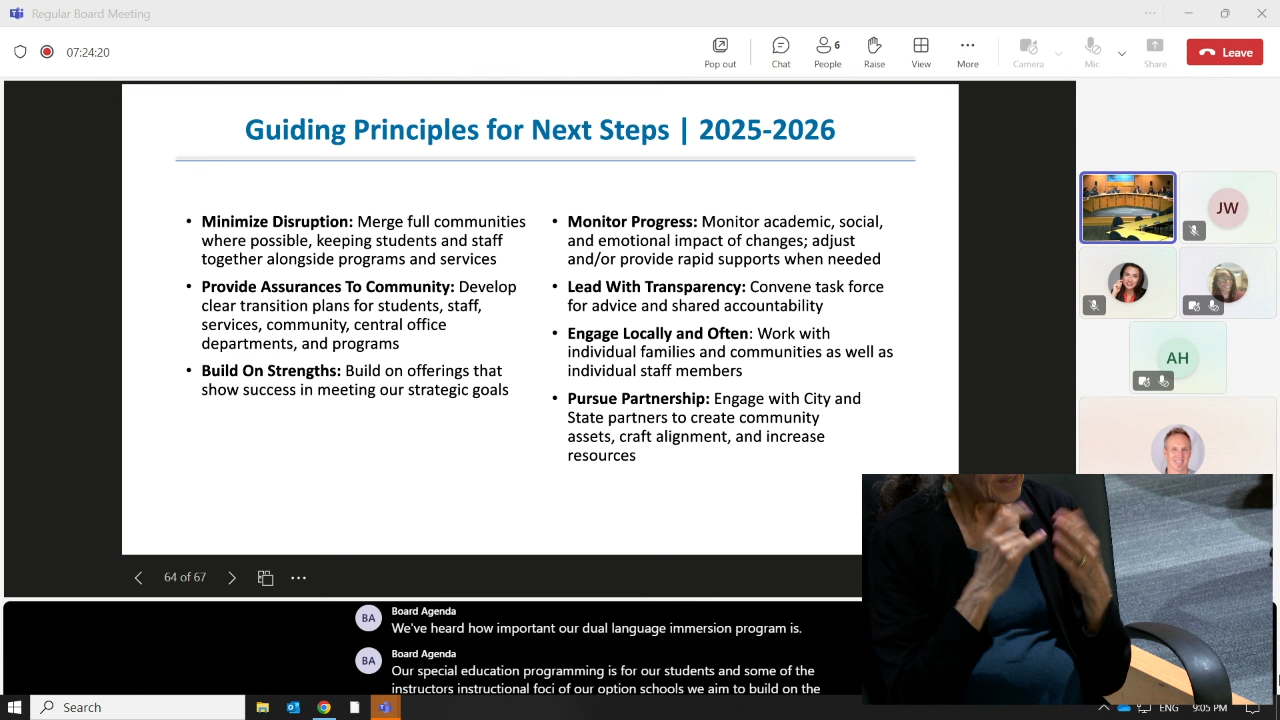 Regular Board Meeting
07:24:20
Pop out
Chat
6
People
Raise
View
More
Camera
Mic
Share
Leave
Guiding Principles for Next Steps | 2025-2026
• Minimize Disruption: Merge full communities
where possible, keeping students and staff
together alongside programs and services
• Provide Assurances To Community: Develop
clear transition plans for students, staff,
services, community, central office
departments, and programs
• Build On Strengths: Build on offerings that
show success in meeting our strategic goals
• Monitor Progress: Monitor academic, social,
and emotional impact of changes; adjust
and/or provide rapid supports when needed
• Lead With Transparency: Convene task force
for advice and shared accountability
• Engage Locally and Often: Work with
individual families and communities as well as
individual staff members
• Pursue Partnership: Engage with City and
State partners to create community
assets, craft alignment, and increase
resources
JW
AH
64 of 67
BA
Board Agenda
We've heard how important our dual language immersion program is.
BA
Board Agenda
Our special education programming is for our students and some of the
instructors instructional foci of our option schools we aim to build on the
Search
ENG
9:05 PM